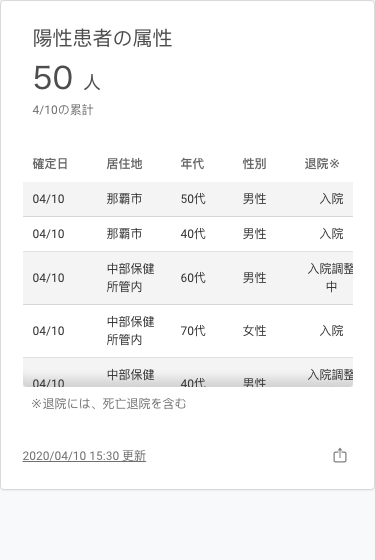 陽性患者の属性
50 人
4/10の累計
確定日 居住地 年代 性別 退院※
04/10 那覇市 50代 男性 入院
04/10 那覇市 40代 男性 入院
04/10 中部保健所管内 60代 男性 入院調整中
04/10 中部保健所管内 70代 女性 入院
04/10 中部保健 40代 男性 入院調整
※退院には、死亡退院を含む
2020/04/10 15:30 更新